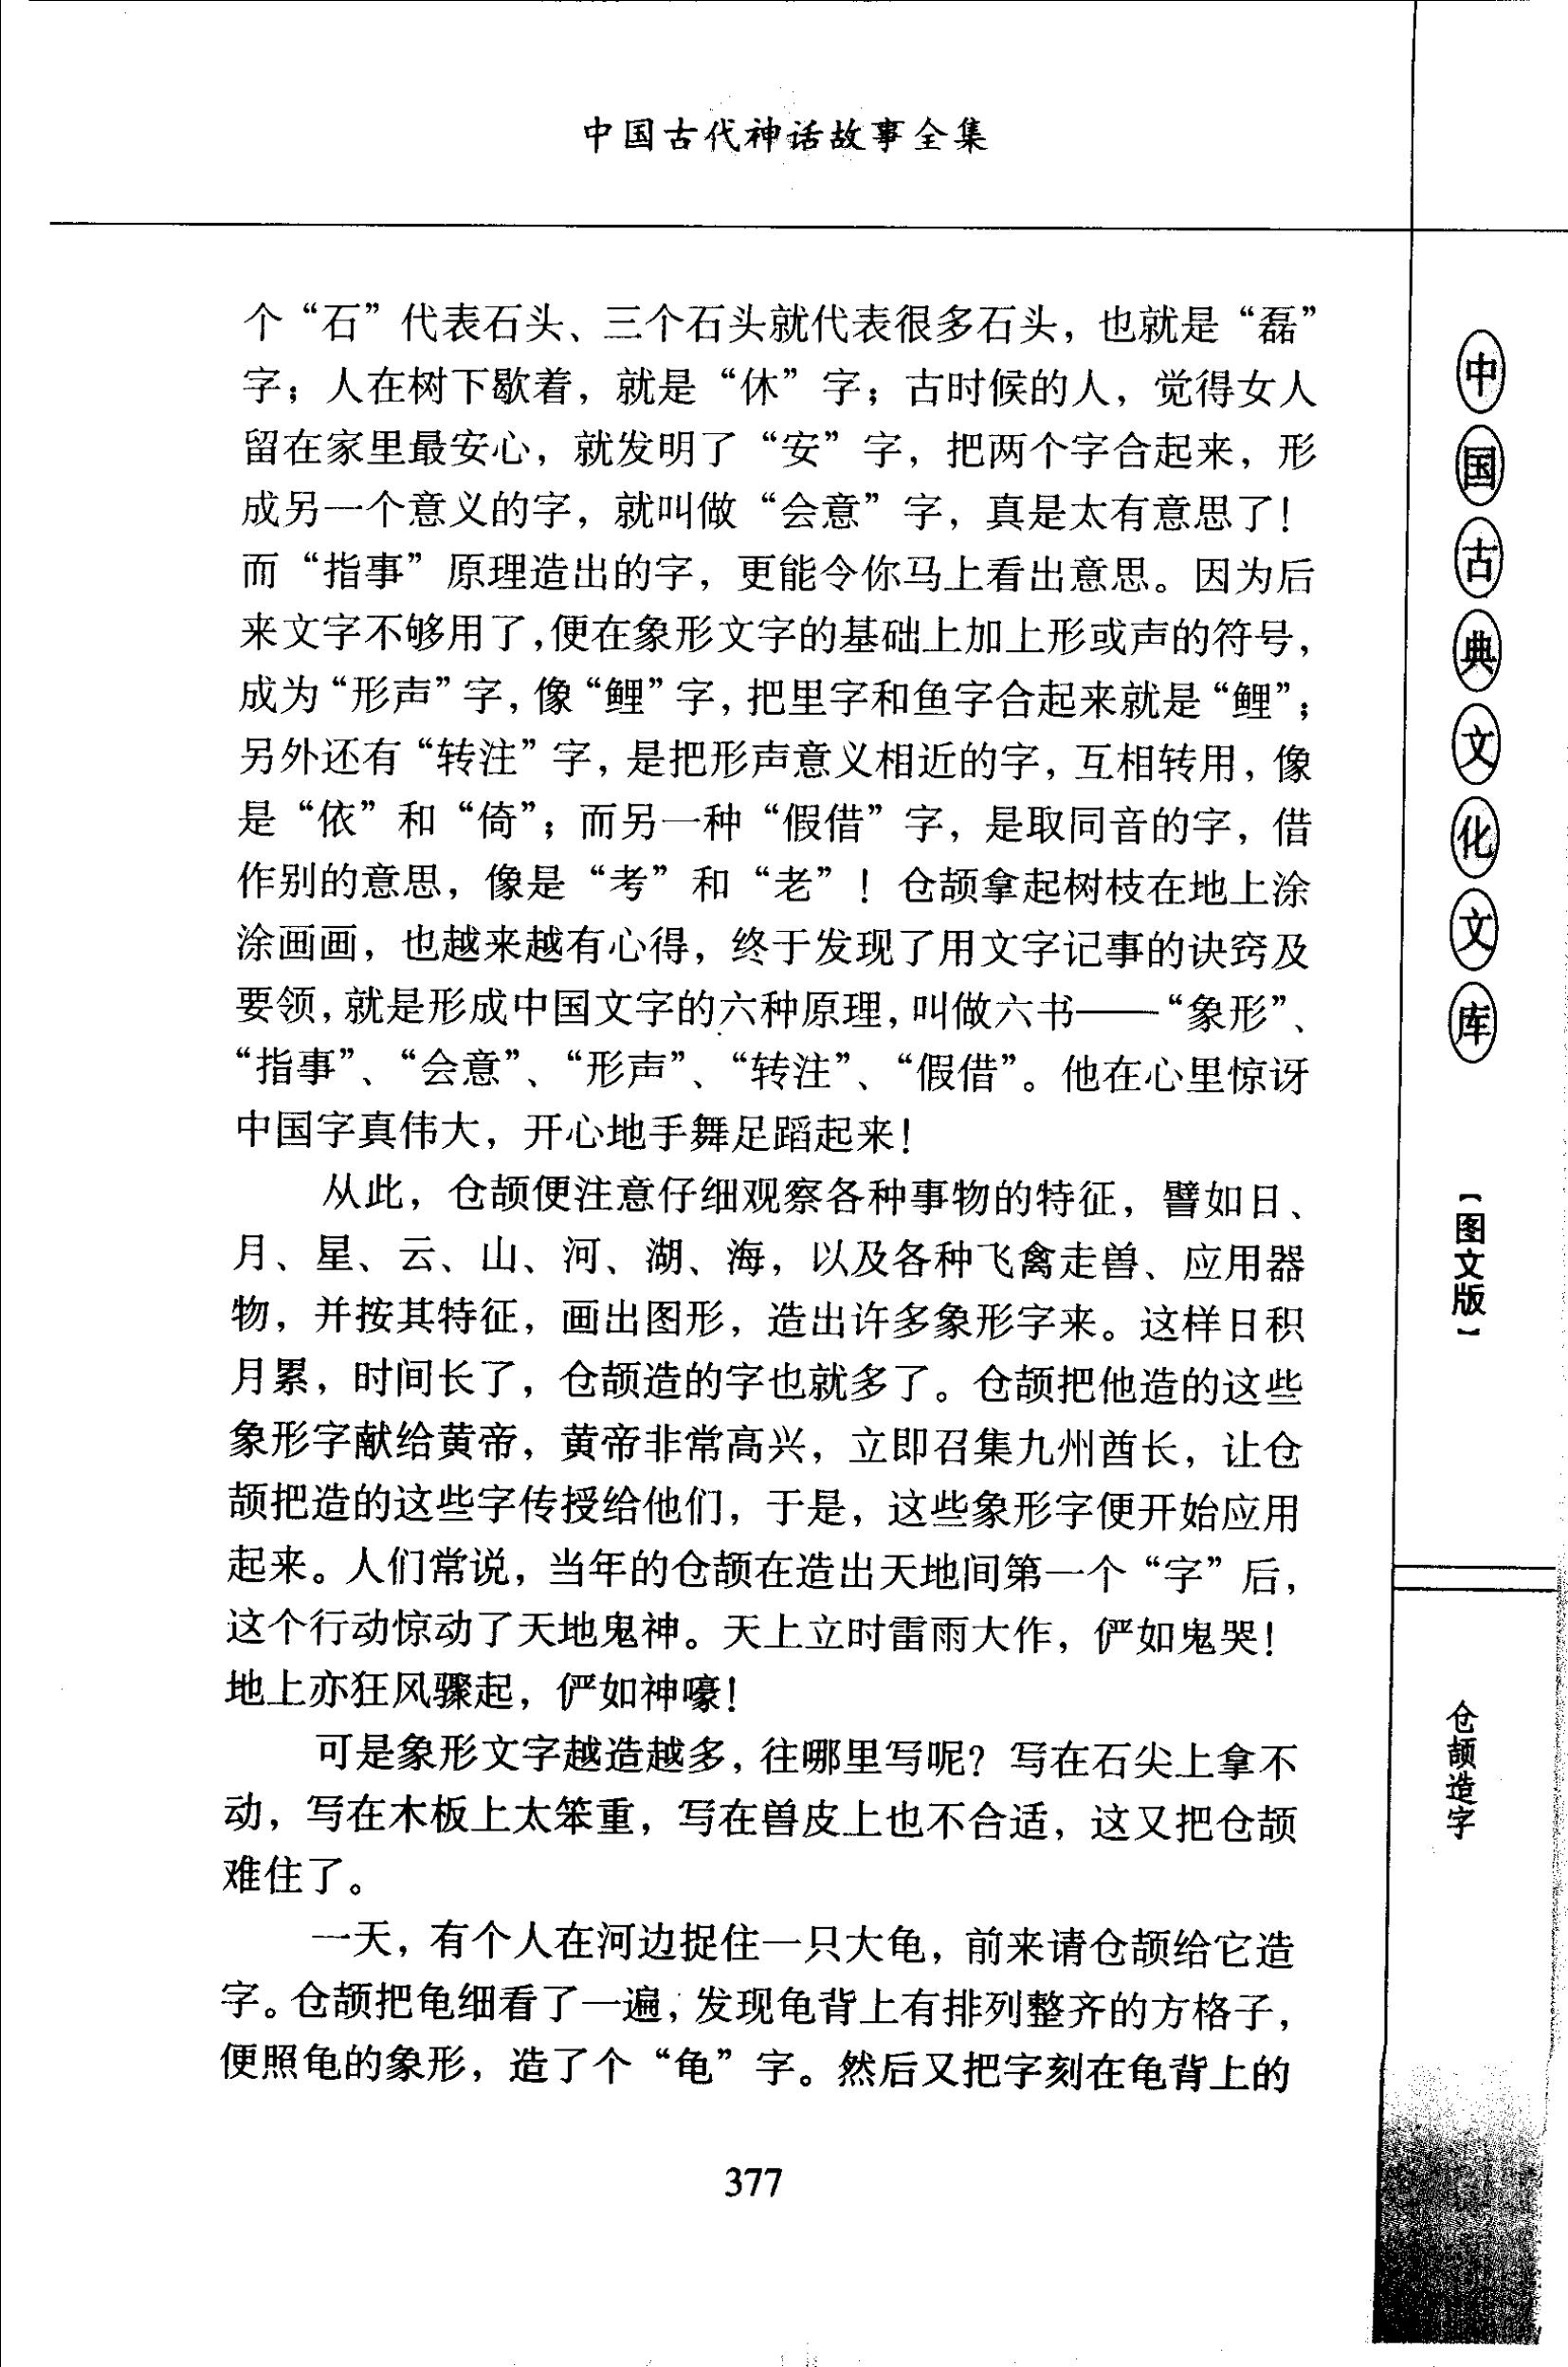 中国古代神话故事全集
个“石”代表石头、三个石头就代表很多石头，也就是“磊”
字；人在树下歇着，就是“休”字；古时候的人，觉得女人
留在家里最安心，就发明了“安”字，把两个字合起来，形
成另一个意义的字，就叫做“会意”字，真是太有意思了！
而“指事”原理造出的字，更能令你马上看出意思。因为后
来文字不够用了，便在象形文字的基础上加上形或声的符号，
成为“形声”字，像“鲤”字，把里字和鱼字合起来就是“鲤”；
另外还有“转注”字，是把形声意义相近的字，互相转用，像
是“依”和“倚”；而另一种“假借”字，是取同音的字，借
作别的意思，像是“考”和“老”！仓颉拿起树枝在地上涂
涂画画，也越来越有心得，终于发现了用文字记事的诀窍及
要领，就是形成中国文字的六种原理，叫做六书——“象形”、
“指事”、“会意”、“形声”、“转注”、“假借”。他在心里惊讶
中国字真伟大，开心地手舞足蹈起来！
从此，仓颉便注意仔细观察各种事物的特征，譬如日、
月、星、云、山、河、湖、海，以及各种飞禽走兽、应用器
物，并按其特征，画出图形，造出许多象形字来。这样日积
月累，时间长了，仓颉造的字也就多了。仓颉把他造的这些
象形字献给黄帝，黄帝非常高兴，立即召集九州酋长，让仓
颉把造的这些字传授给他们，于是，这些象形字便开始应用
起来。人们常说，当年的仓颉在造出天地间第一个“字”后，
这个行动惊动了天地鬼神。天上立时雷雨大作，俨如鬼哭！
地上亦狂风骤起，俨如神嚎！
可是象形文字越造越多，往哪里写呢？写在石尖上拿不
动，写在木板上太笨重，写在兽皮上也不合适，这又把仓颉
难住了。
一天，有个人在河边捉住一只大龟，前来请仓颉给它造
字。仓颉把龟细看了一遍，发现龟背上有排列整齐的方格子，
便照龟的象形，造了个“龟”字。然后又把字刻在龟背上的
377
中国古典文化文库
【图文版】
仓颉造字